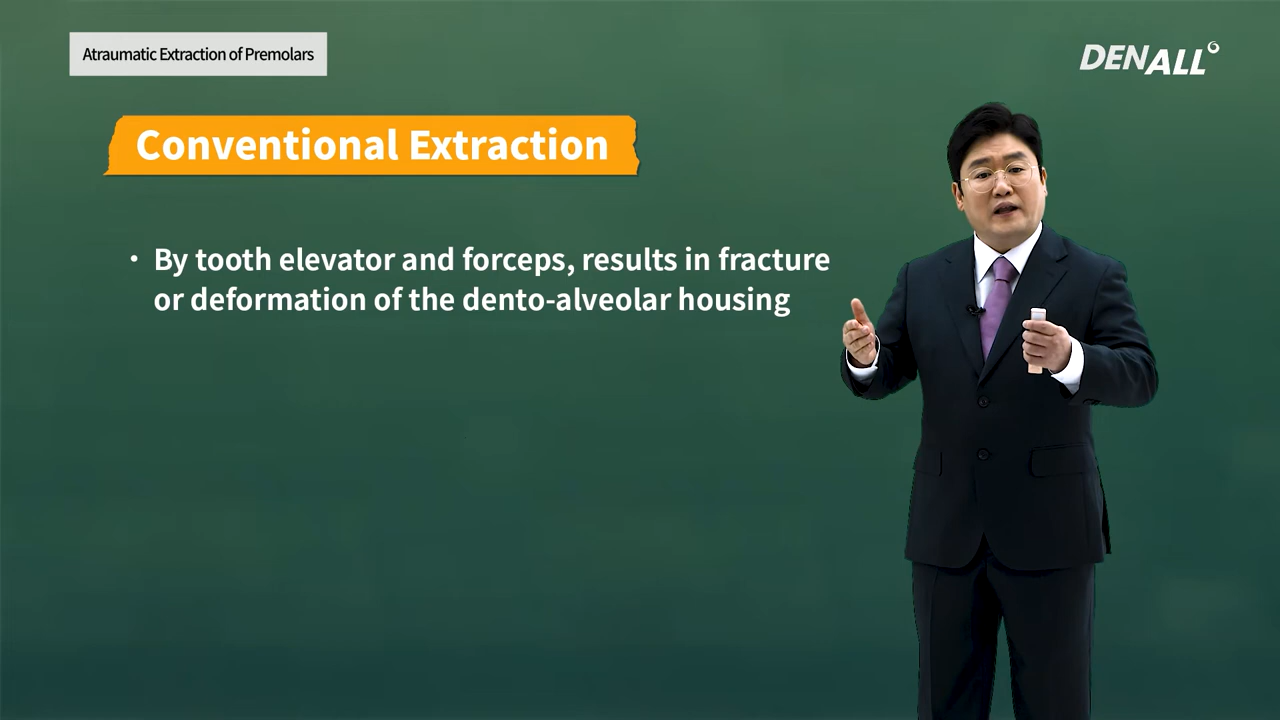 Atraumatic Extraction of Premolars
DENALL
Conventional Extraction
· By tooth elevator and forceps, results in fracture
or deformation of the dento-alveolar housing